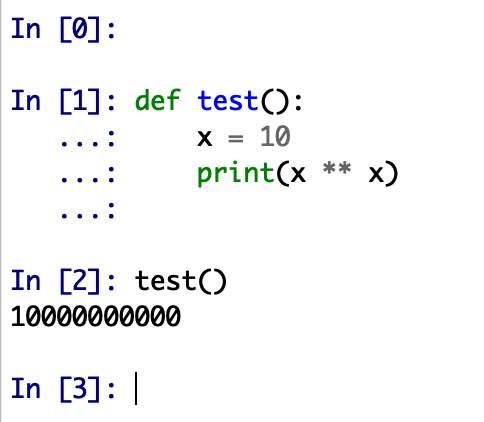 In [0]:
In [1]: def test():
   ...:     x = 10
   ...:     print(x ** x)
   ...:
In [2]: test()
10000000000
In [3]: